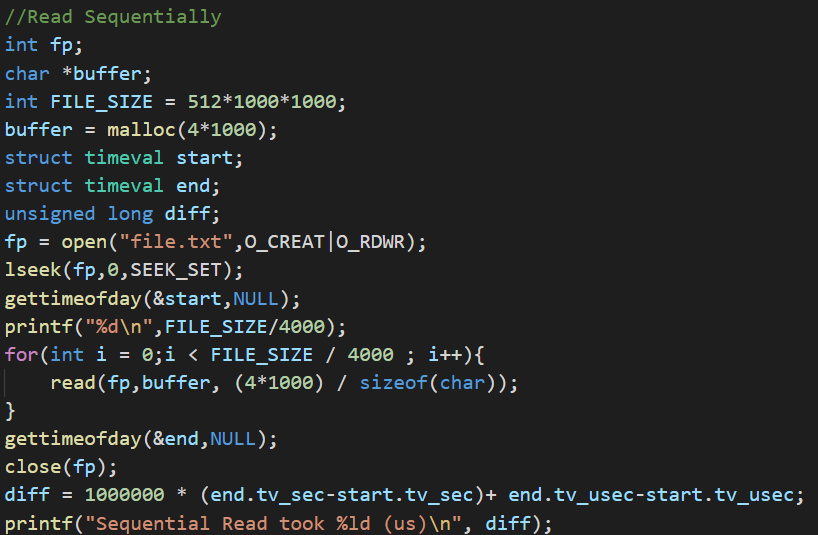 //Read Sequentially
int fp;
char *buffer;
int FILE_SIZE = 512*1000*1000;
buffer = malloc(4*1000);
struct timeval start;
struct timeval end;
unsigned long diff;
fp = open("file.txt",O_CREAT|O_RDWR);
lseek(fp,0,SEEK_SET);
gettimeofday(&start,NULL);
printf("%d\n",FILE_SIZE/4000);
for(int i = 0;i < FILE_SIZE / 4000 ; i++){
    read(fp,buffer, (4*1000) / sizeof(char));
}
gettimeofday(&end,NULL);
close(fp);
diff = 1000000 * (end.tv_sec-start.tv_sec)+ end.tv_usec-start.tv_usec;
printf("Sequential Read took %ld (us)\n", diff);